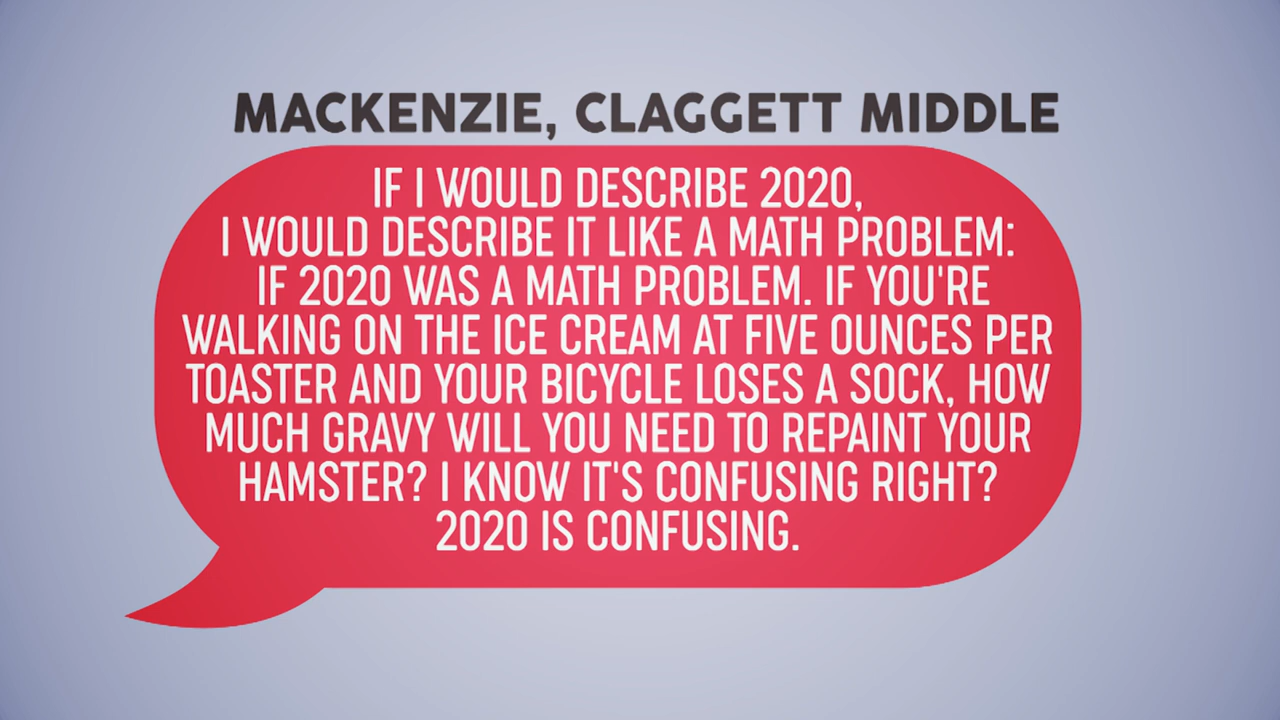 MACKENZIE, CLAGGETT MIDDLE
IF I WOULD DESCRIBE 2020,
I WOULD DESCRIBE IT LIKE A MATH PROBLEM:
IF 2020 WAS A MATH PROBLEM. IF YOU'RE
WALKING ON THE ICE CREAM AT FIVE OUNCES PER
TOASTER AND YOUR BICYCLE LOSES A SOCK, HOW
MUCH GRAVY WILL YOU NEED TO REPAINT YOUR
HAMSTER? I KNOW IT'S CONFUSING RIGHT?
2020 IS CONFUSING.